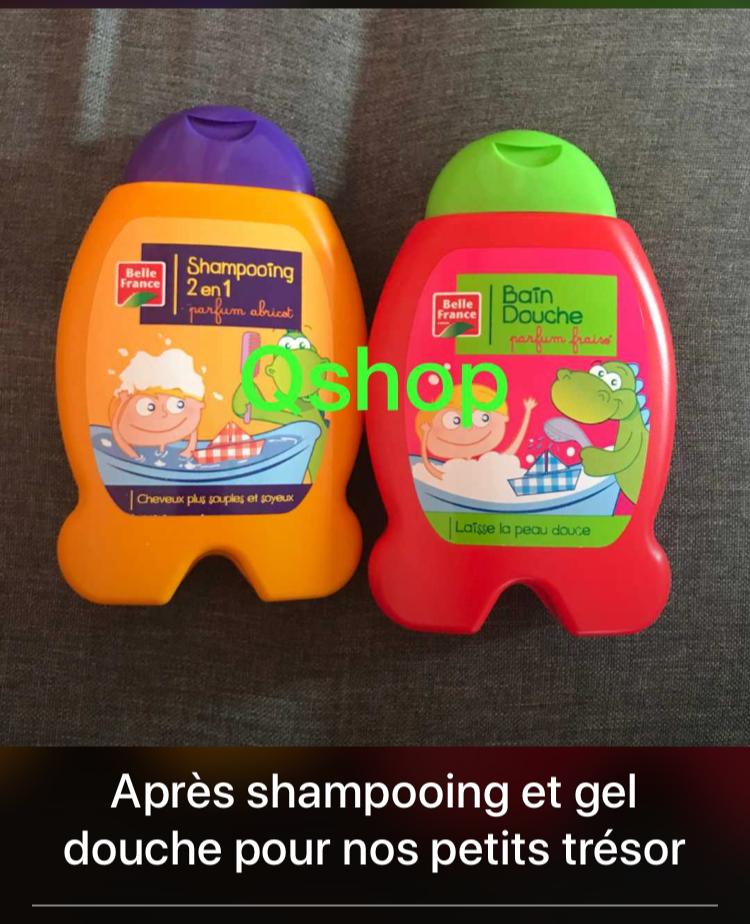 Belle
France
Shampooing
2 en 1
parfum abricot
Cheveux plus souples et soyeux
Belle
France
Bain
Douche
parfum fraise
Laisse la peau douce
Qshop
Après shampooing et gel
douche pour nos petits trésor